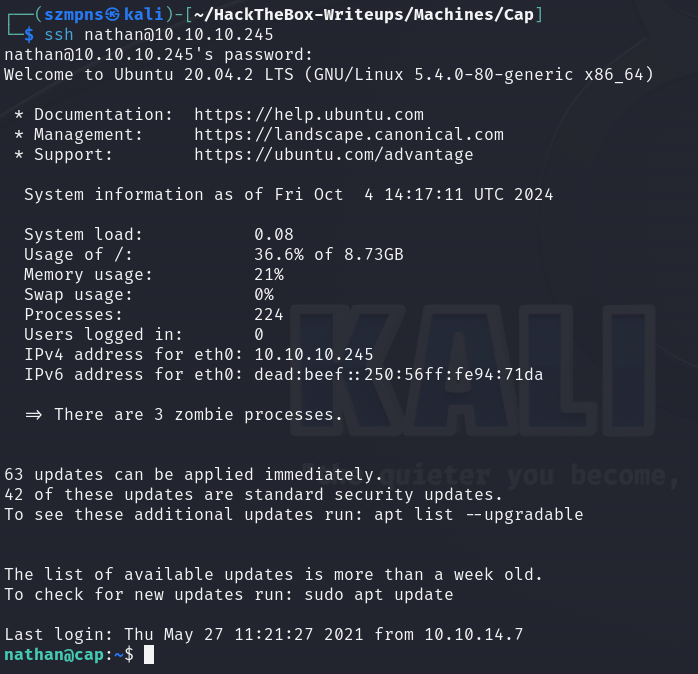 ┌──(szmpns㉿kali)-[~/HackTheBox-Writeups/Machines/Cap]
└─$ ssh nathan@10.10.10.245
nathan@10.10.10.245's password:
Welcome to Ubuntu 20.04.2 LTS (GNU/Linux 5.4.0-80-generic x86_64)
* Documentation:  https://help.ubuntu.com
* Management:     https://landscape.canonical.com
* Support:        https://ubuntu.com/advantage
System information as of Fri Oct  4 14:17:11 UTC 2024
System load:           0.08
Usage of /:            36.6% of 8.73GB
Memory usage:          21%
Swap usage:            0%
Processes:             224
Users logged in:       0
IPv4 address for eth0: 10.10.10.245
IPv6 address for eth0: dead:beef::250:56ff:fe94:71da
KALI
=> There are 3 zombie processes.
63 updates can be applied immediately.
quieter you become,
42 of these updates are standard security updates.
To see these additional updates run: apt list --upgradable
The list of available updates is more than a week old.
To check for new updates run: sudo apt update
Last login: Thu May 27 11:21:27 2021 from 10.10.14.7
nathan@cap:~$